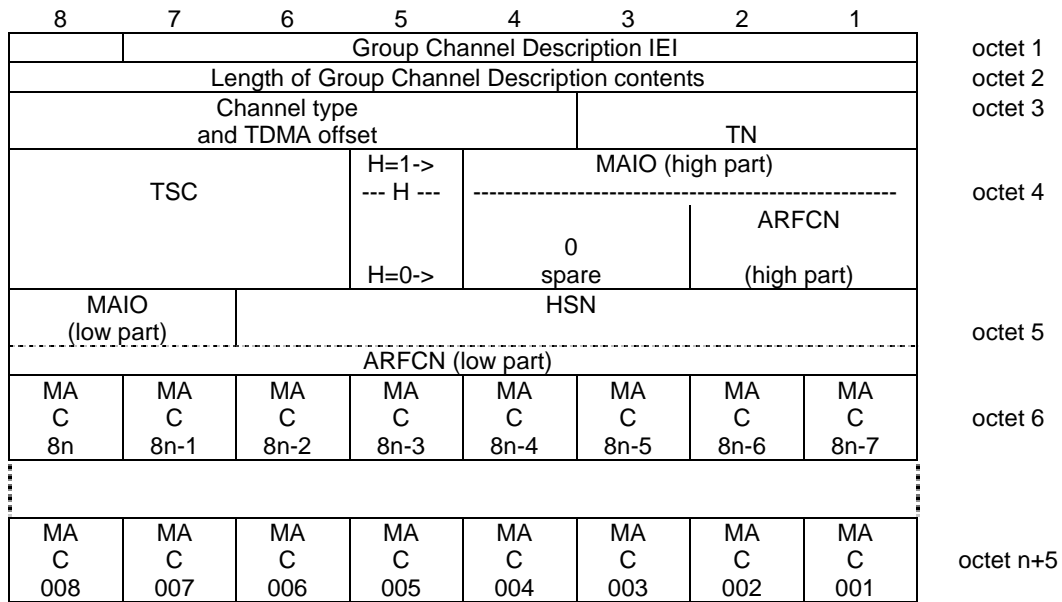 8 7 6 5 4 3 2 1
Group Channel Description IEI octet 1
Length of Group Channel Description contents octet 2
Channel type octet 3
and TDMA offset TN
H=1-> MAIO (high part)
TSC --- H --- ------------------------------------------------------- octet 4
ARFCN
0
H=0-> spare (high part)
MAIO HSN
(low part) octet 5
ARFCN (low part)
MA MA MA MA MA MA MA MA
C C C C C C C C octet 6
8n 8n-1 8n-2 8n-3 8n-4 8n-5 8n-6 8n-7
MA MA MA MA MA MA MA MA
C C C C C C C C octet n+5
008 007 006 005 004 003 002 001